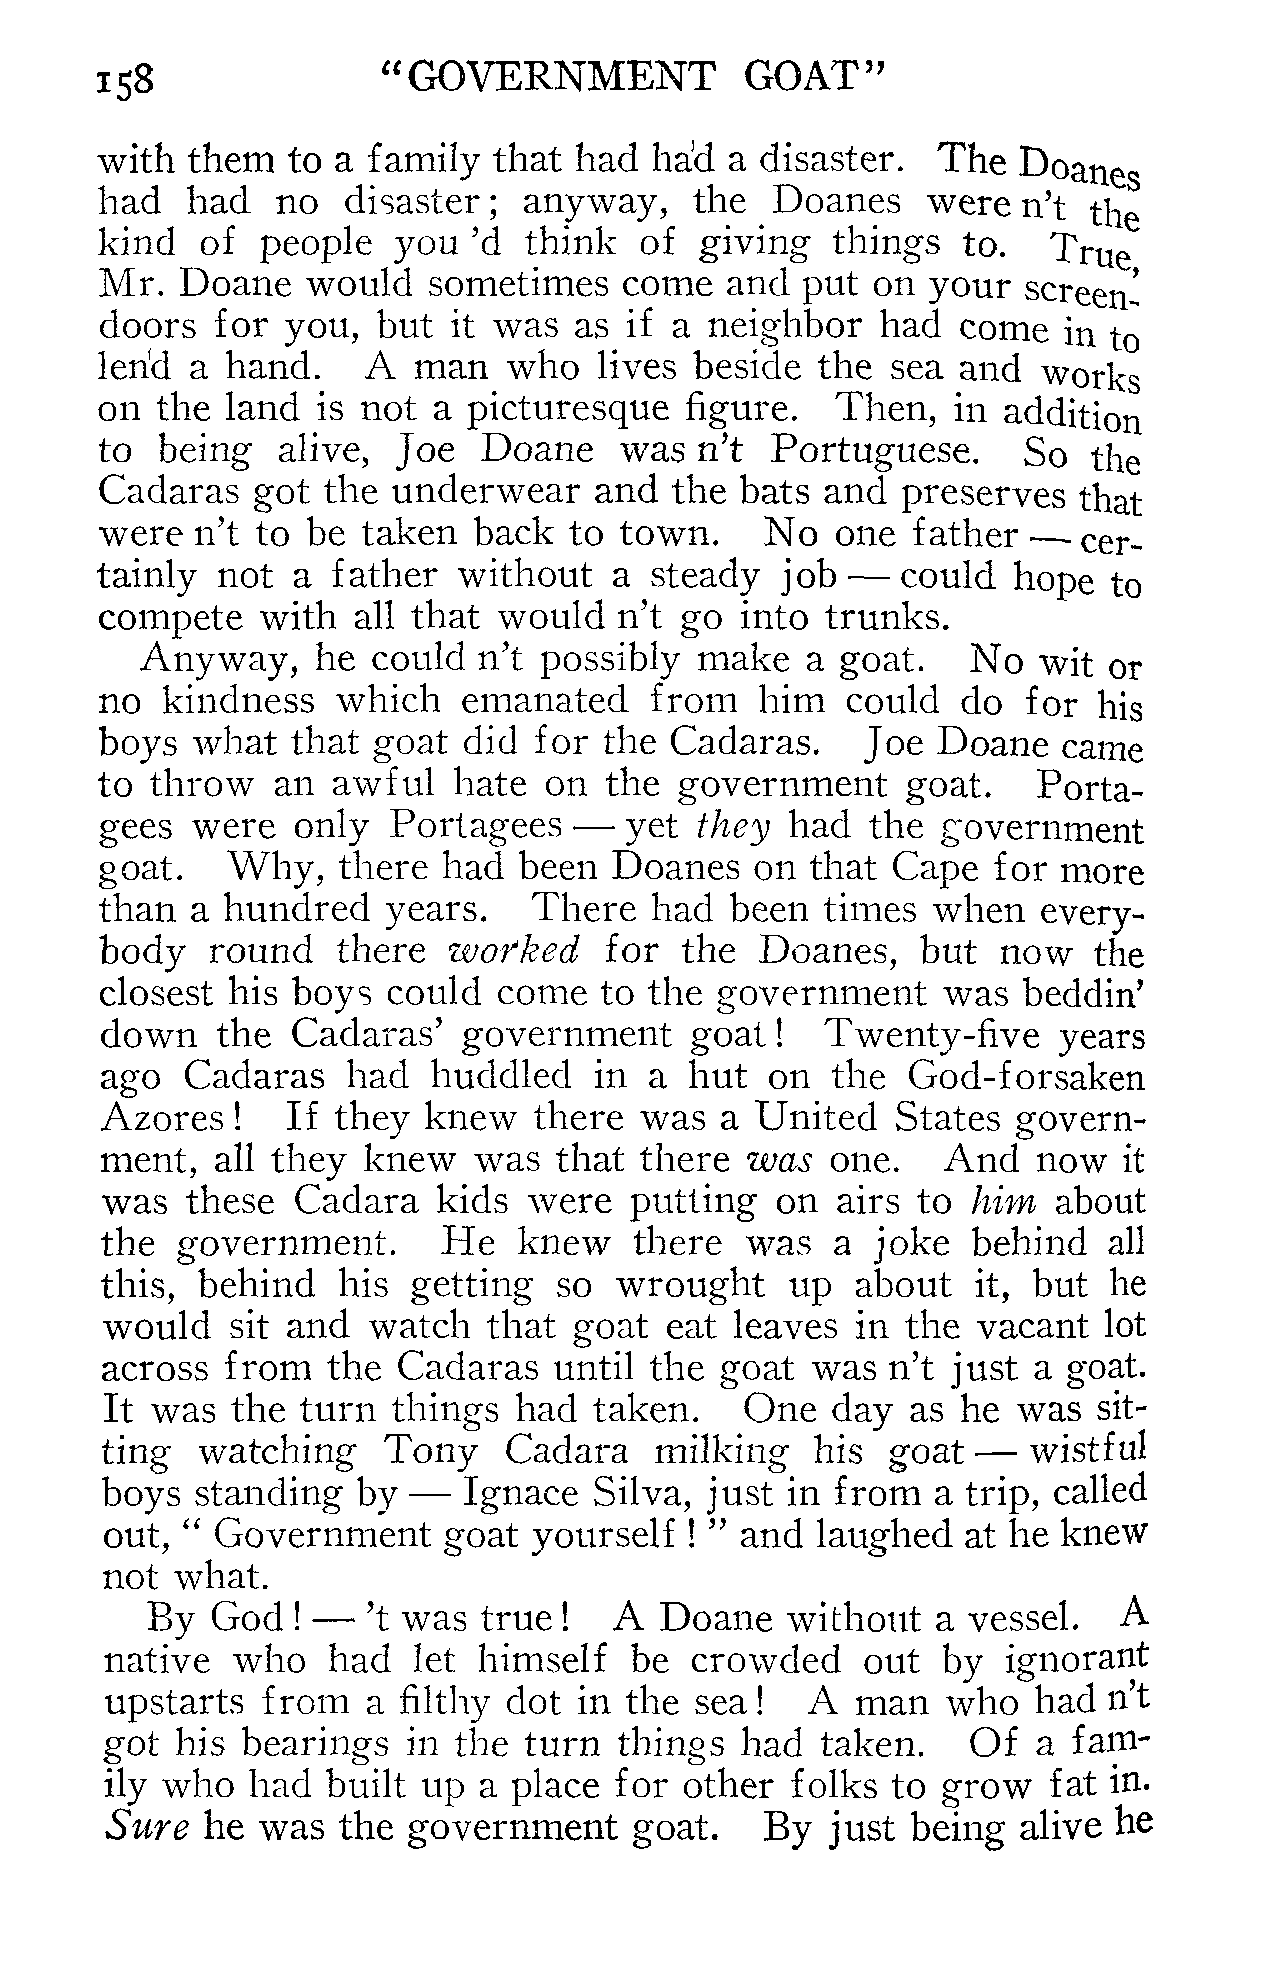 158 "GOVERNMENT GOAT"
with them to a family that had had a disaster. The Doanes
had had no disaster; anyway, the Doanes were n't the
kind of people you 'd think of giving things to. True,
Mr. Doane would sometimes come and put on your screen-
doors for you, but it was as if a neighbor had come in to
lend a hand. A man who lives beside the sea and works
on the land is not a picturesque figure. Then, in addition
to being alive, Joe Doane was n't Portuguese. So the
Cadaras got the underwear and the bats and preserves that
were n't to be taken back to town. No one father — cer-
tainly not a father without a steady job — could hope to
compete with all that would n't go into trunks.
Anyway, he could n't possibly make a goat. No wit or
no kindness which emanated from him could do for his
boys what that goat did for the Cadaras. Joe Doane came
to throw an awful hate on the government goat. Porta-
gees were only Portagees — yet they had the government
goat. Why, there had been Doanes on that Cape for more
than a hundred years. There had been times when every-
body round there worked for the Doanes, but now the
closest his boys could come to the government was beddin'
down the Cadaras' government goat! Twenty-five years
ago Cadaras had huddled in a hut on the God-forsaken
Azores! If they knew there was a United States govern-
ment, all they knew was that there was one. And now it
was these Cadara kids were putting on airs to him about
the government. He knew there was a joke behind all
this, behind his getting so wrought up about it, but he
would sit and watch that goat eat leaves in the vacant lot
across from the Cadaras until the goat was n't just a goat.
It was the turn things had taken. One day as he was sit-
ting watching Tony Cadara milking his goat — wistful
boys standing by — Ignace Silva, just in from a trip, called
out, " Government goat yourself! " and laughed at he knew
not what.
By God! — 't was true! A Doane without a vessel. A
native who had let himself be crowded out by ignorant
upstarts from a filthy dot in the sea! A man who had n't
got his bearings in the turn things had taken. Of a fam-
ily who had built up a place for other folks to grow fat in.
Sure he was the government goat. By just being alive he